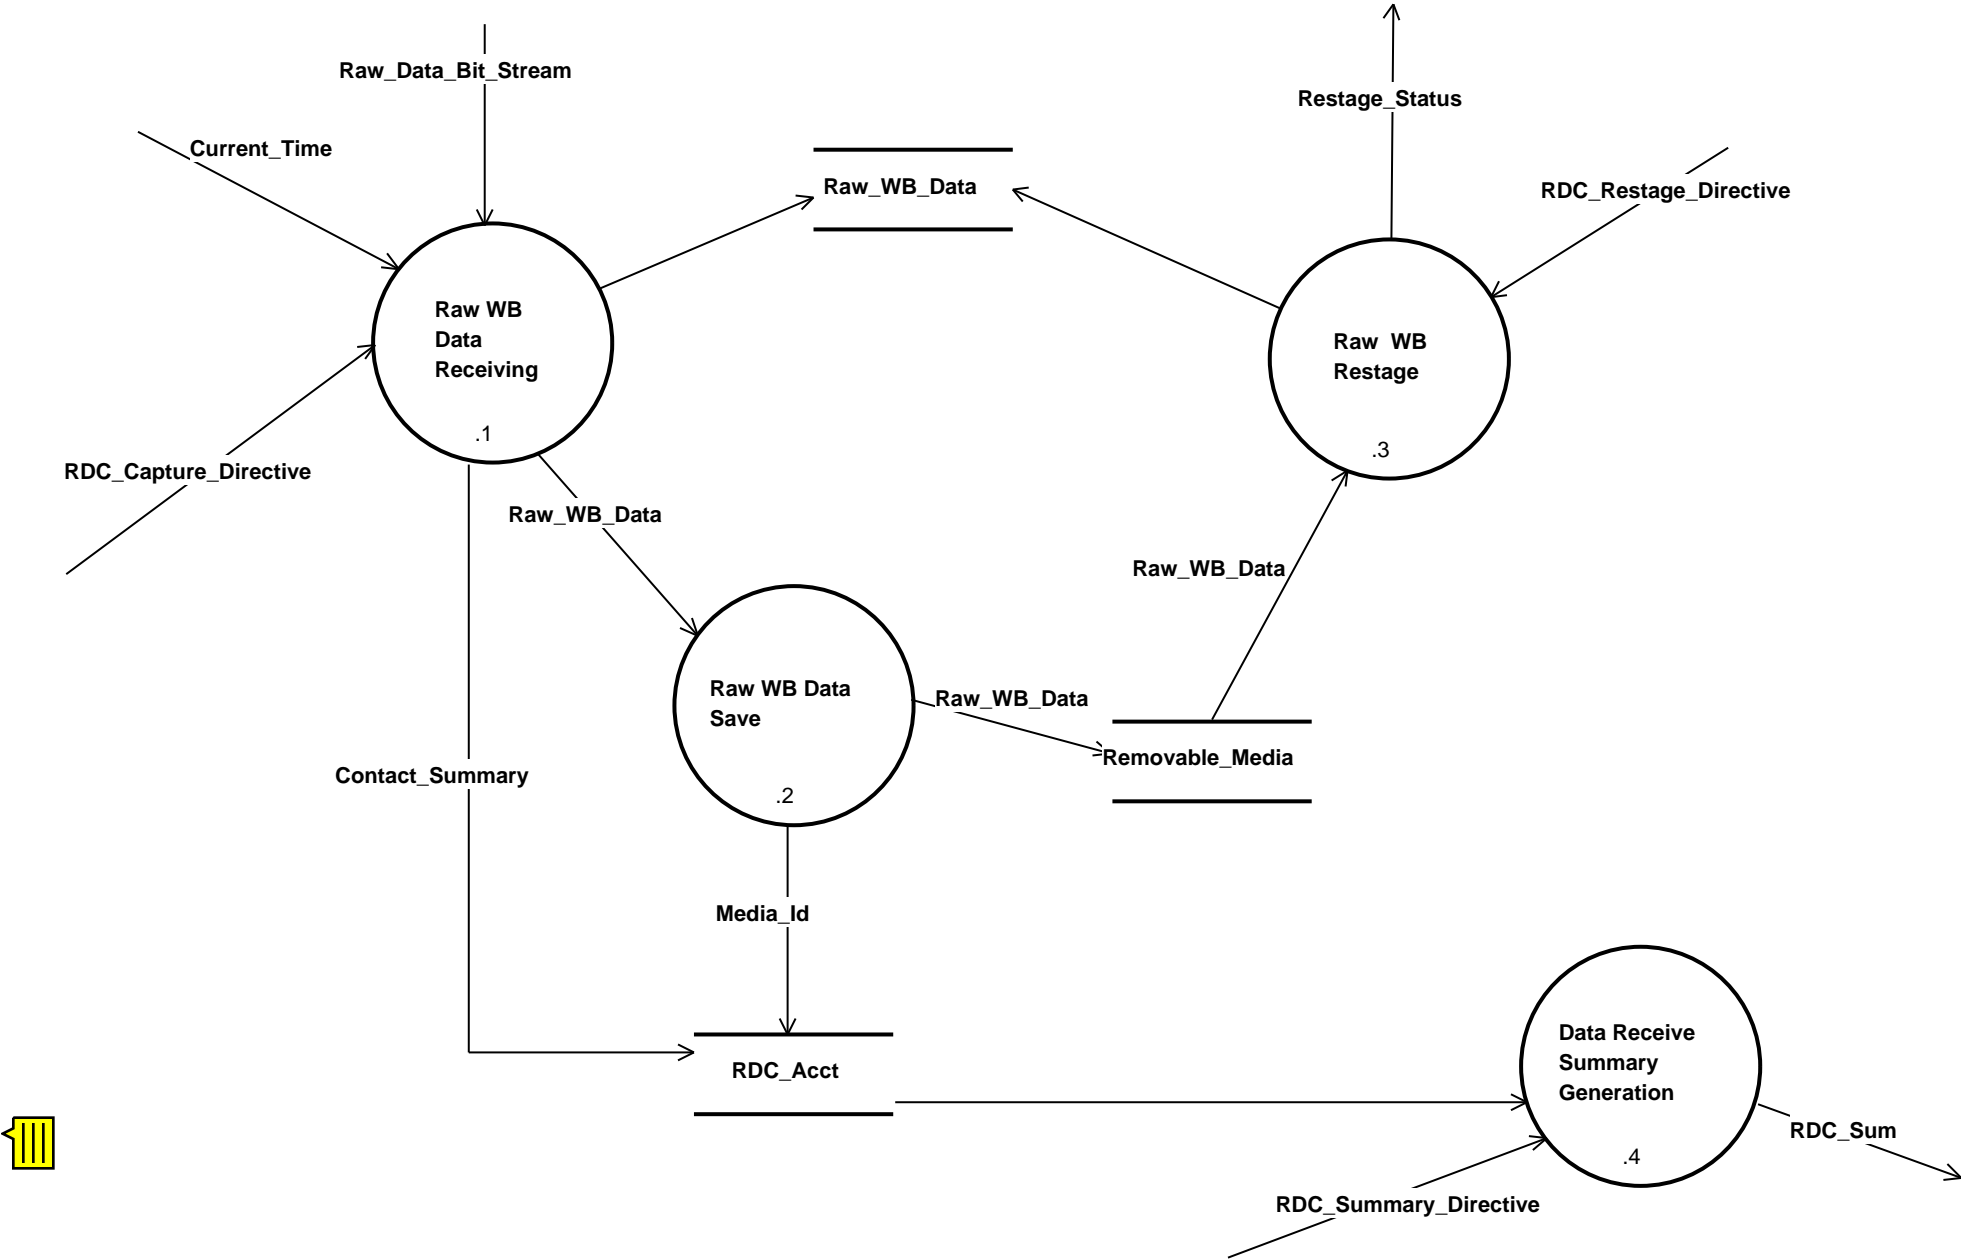 Raw_Data_Bit_Stream
Restage_Status
Current_Time
Raw_WB_Data
RDC_Restage_Directive
Raw WB
Data
Receiving
.1
Raw  WB
Restage
.3
RDC_Capture_Directive
Raw_WB_Data
Raw_WB_Data
Raw WB Data
Save
.2
Raw_WB_Data
Removable_Media
Contact_Summary
Media_Id
RDC_Acct
Data Receive
Summary
Generation
.4
RDC_Sum
RDC_Summary_Directive